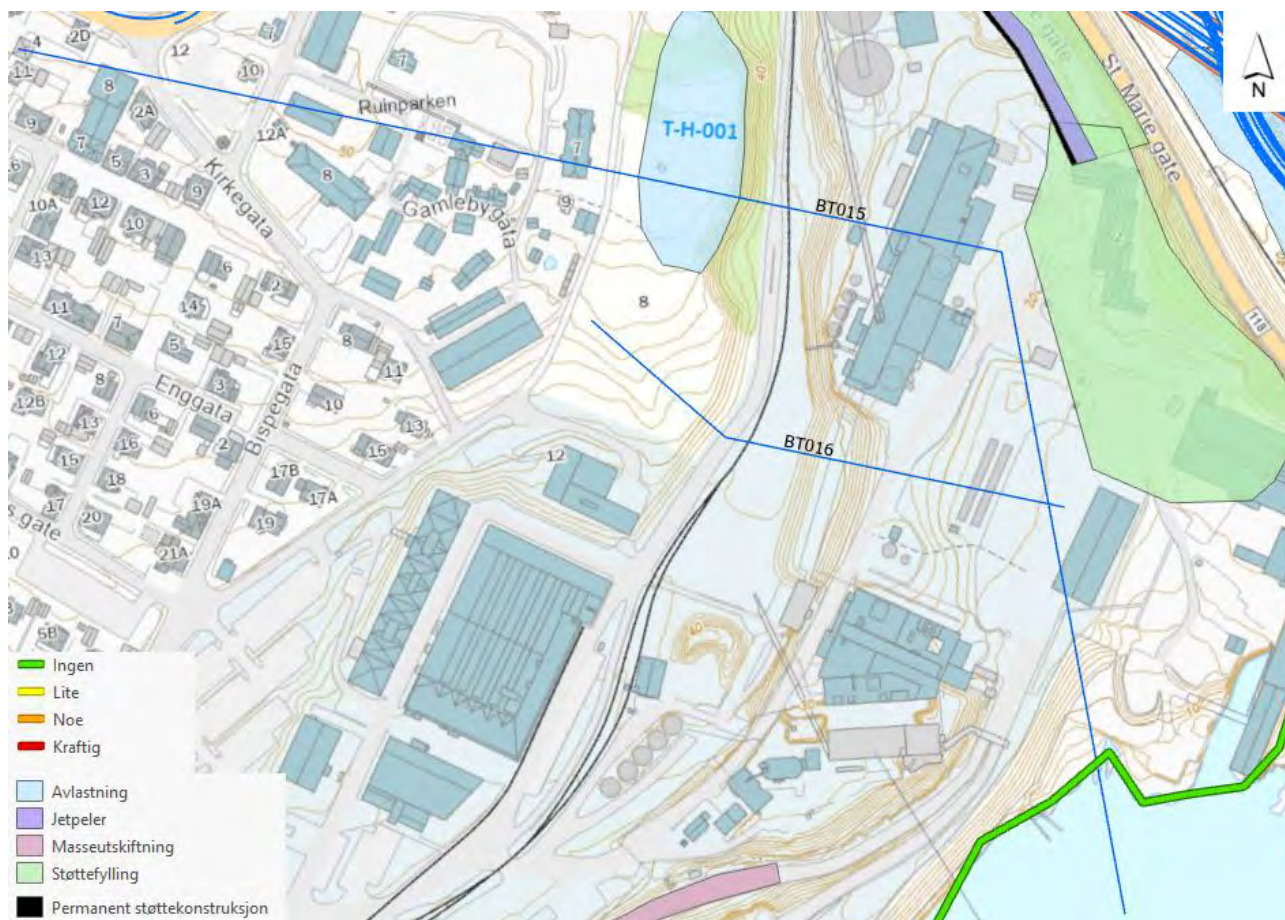 4
2D
12
11
10
7
8
7
Ruinparken
2A
12A
9
7
5
3
8
7
9
Kirkegata
Gamlebygata
9
10A
12
10
13
6
2
14
11
7
5
15
8
11
12
8
3
10
Enggata
Bispegata
12B
13
6
16
2
13
15
15
18
17B
17A
17
20
19A
19
21A
s gate
5B
12
8
T-H-001
BT015
BT016
St. Marie gate
118
N
Ingen
Lite
Noe
Kraftig
Avlastning
Jetpeler
Masseutskiftning
Støttefylling
Permanent støttekonstruksjon